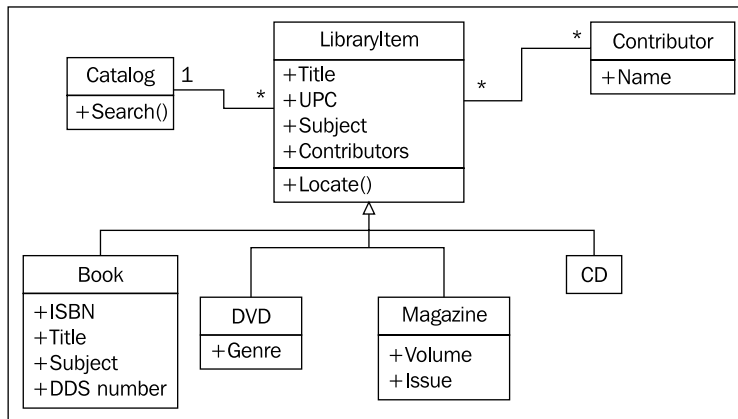 LibraryItem
+Title
+UPC
+Subject
+Contributors
+Locate()
Catalog
+Search()
1
*
*
*
Contributor
+Name
Book
+ISBN
+Title
+Subject
+DDS number
DVD
+Genre
Magazine
+Volume
+Issue
CD